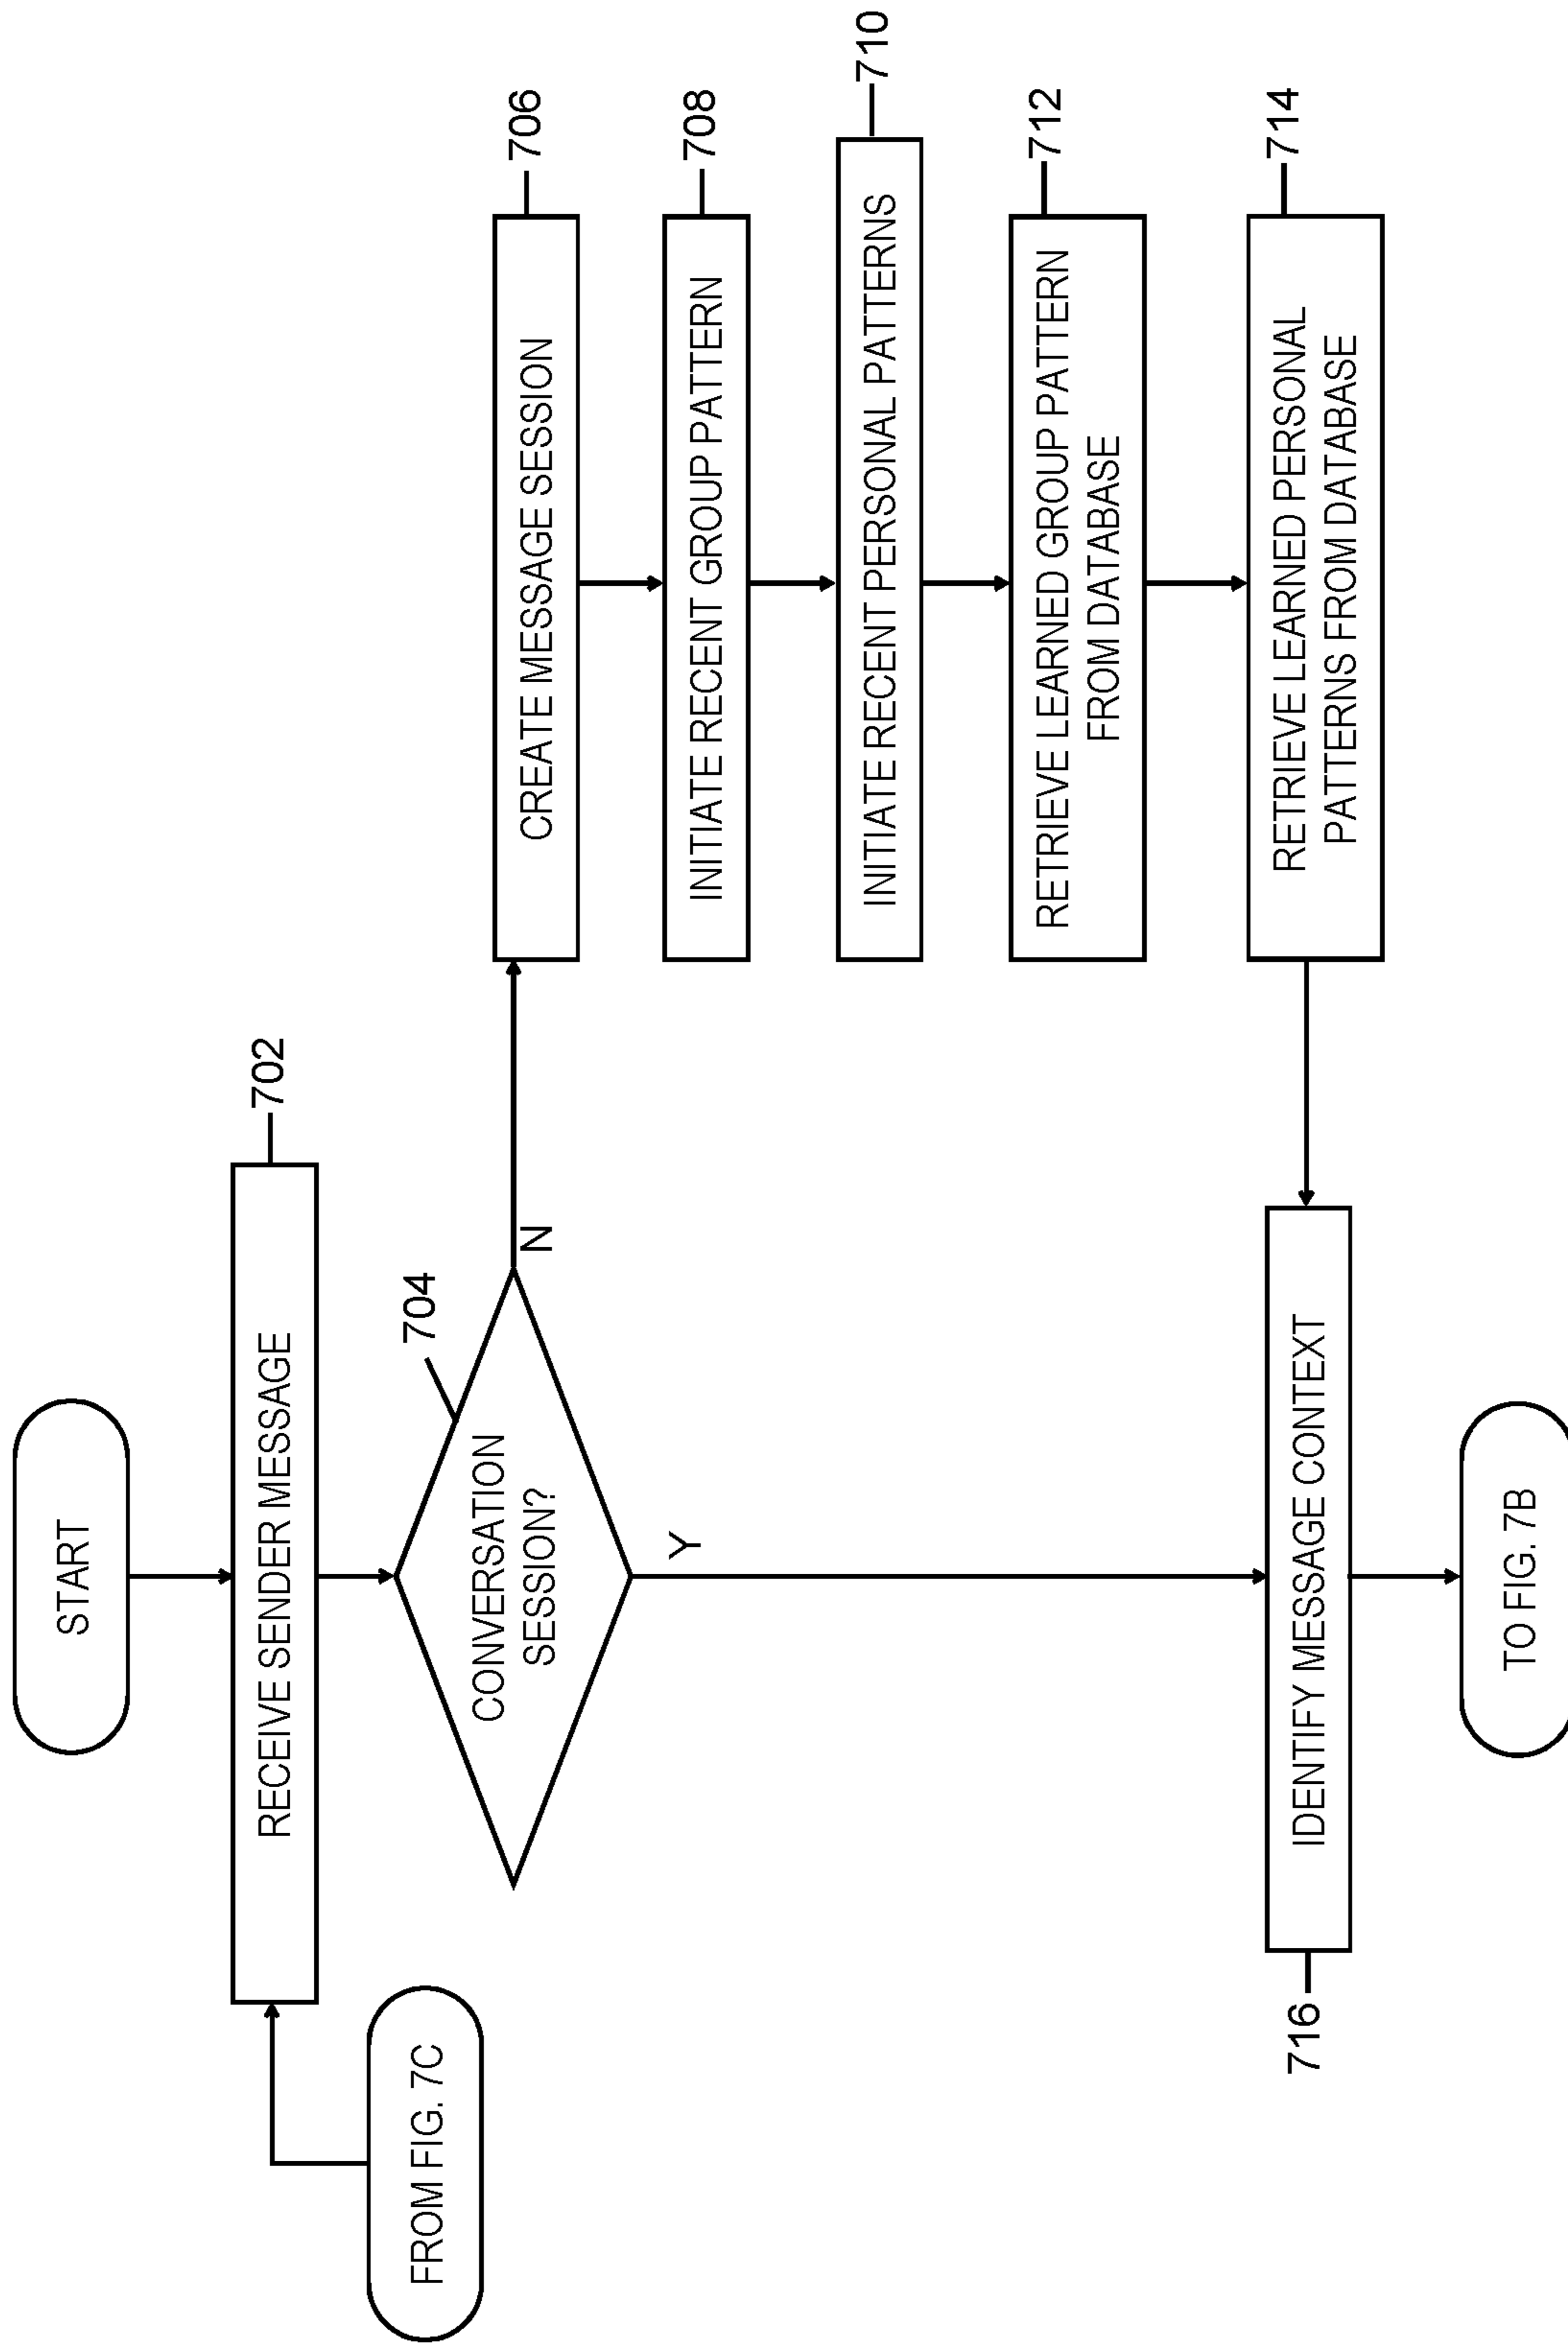 START
RECEIVE SENDER MESSAGE
702
FROM FIG. 7C
704
CONVERSATION
SESSION?
N
Y
CREATE MESSAGE SESSION
706
INITIATE RECENT GROUP PATTERN
708
INITIATE RECENT PERSONAL PATTERNS
710
RETRIEVE LEARNED GROUP PATTERN
FROM DATABASE
712
RETRIEVE LEARNED PERSONAL
PATTERNS FROM DATABASE
714
716
IDENTIFY MESSAGE CONTEXT
TO FIG. 7B